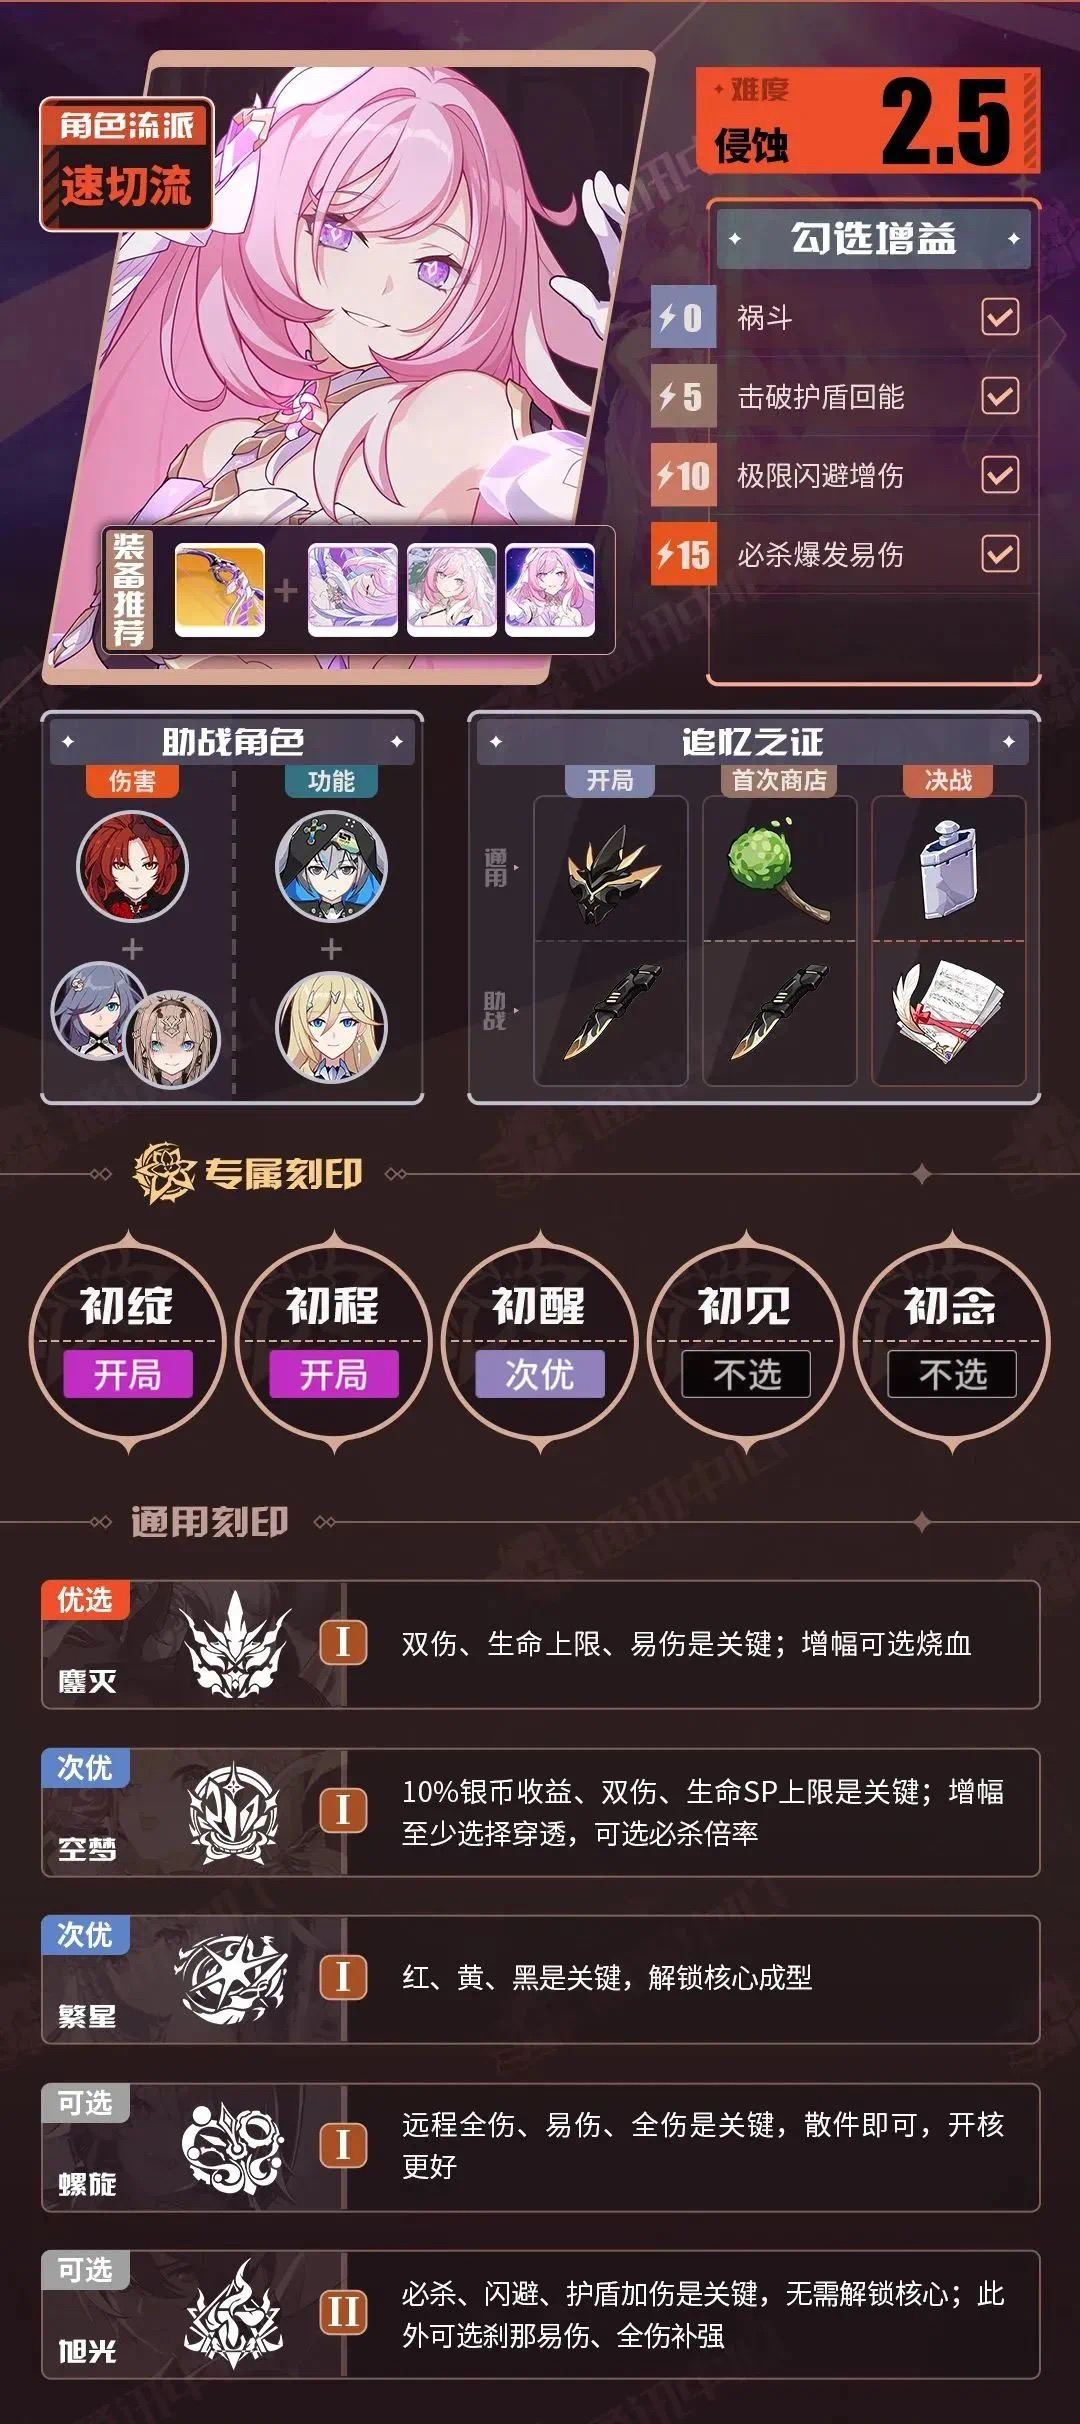 角色流派
速切流
难度
侵蚀
2.5
勾选增益
0 祸斗
5 击破护盾回能
10 极限闪避增伤
15 必杀爆发易伤
装备推荐
助战角色
伤害
功能
追忆之证
开局
首次商店
决战
通用
助战
专属刻印
初绽
开局
初程
开局
初醒
次优
初见
不选
初念
不选
通用刻印
优选
鏖灭
I
双伤、生命上限、易伤是关键；增幅可选烧血
次优
空梦
I
10%银币收益、双伤、生命SP上限是关键；增幅
至少选择穿透，可选必杀倍率
次优
繁星
I
红、黄、黑是关键，解锁核心成型
可选
螺旋
I
远程全伤、易伤、全伤是关键，散件即可，开核
更好
可选
旭光
II
必杀、闪避、护盾加伤是关键，无需解锁核心；此
外可选刹那易伤、全伤补强